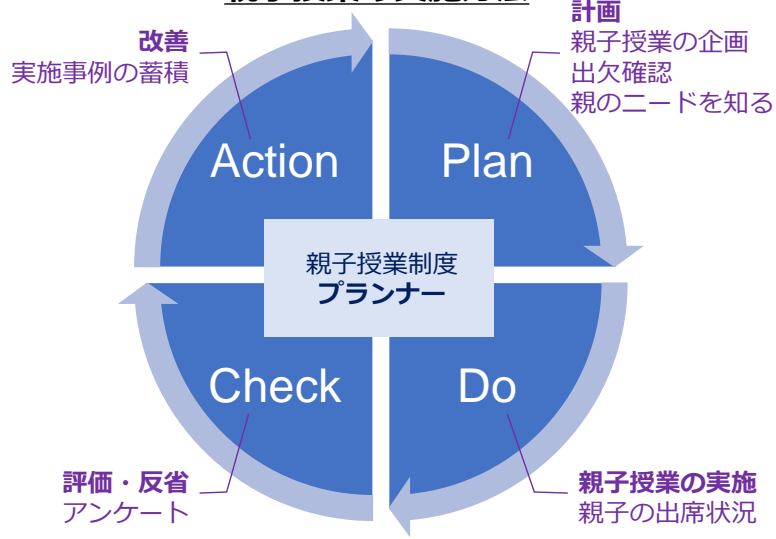 改善
実施事例の蓄積
計画
親子授業の企画
出欠確認
親のニードを知る
Action
Plan
親子授業制度
プランナー
Check
Do
評価・反省
アンケート
親子授業の実施
親子の出席状況